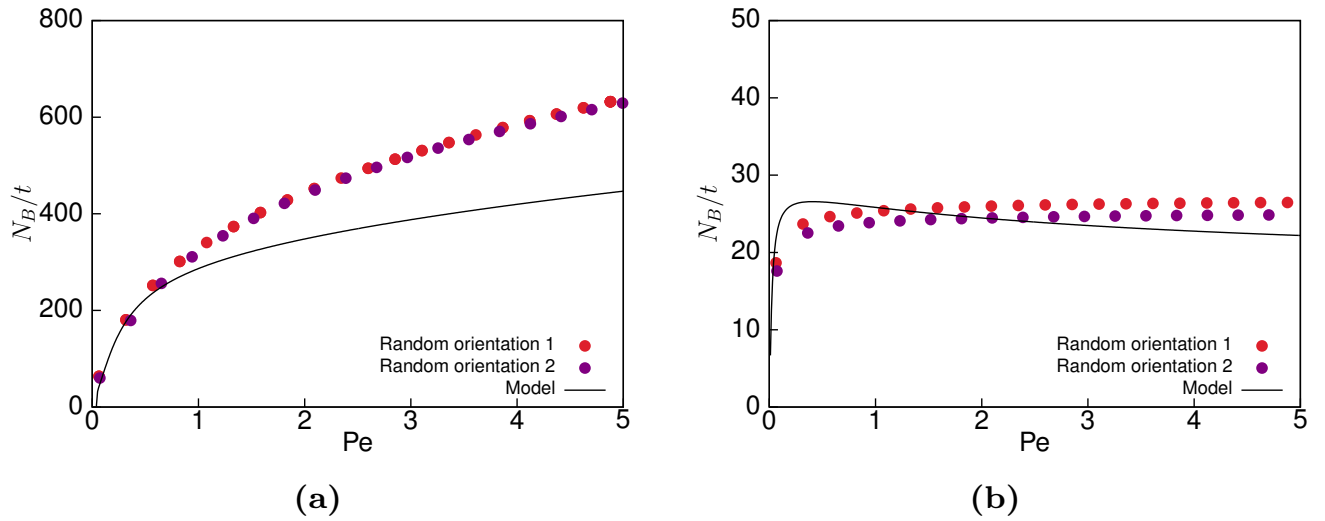 800
600
400
200
0
N_B/t
0 1 2 3 4 5
Pe
Random orientation 1
Random orientation 2
Model
(a)
50
40
30
20
10
0
N_B/t
0 1 2 3 4 5
Pe
Random orientation 1
Random orientation 2
Model
(b)